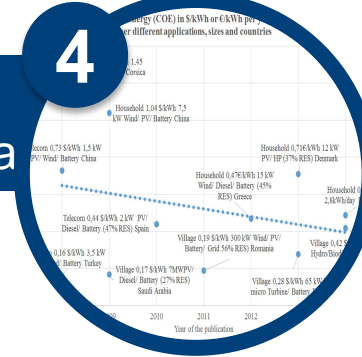 4
a
(COE) in $/kWh or €/kWh per
different applications, sizes and countries
1,45
Corsica
Household 1,04 $/kWh 7,5
kW Wind/ PV/ Battery China
0,73 $/kWh 1,5 kW
PV/ Wind/ Battery China
Household 0,71€/kWh 12 kW
PV/ HP (37% RES) Denmark
Household 0,47€/kWh 15 kW
Wind/ Diesel/ Battery (45%
RES) Greece
Household
2,8kWh/day
Telecom 0,44 $/kWh 2 kW PV/
Diesel/ Battery (47% RES) Spain
Village 0,19 $/kWh 300 kW Wind/ PV/
Battery/ Grid 56% RES) Romania
Village 0,42
0,16 $/kWh 3,5 kW
Battery Turkey
Village 0,17 $/kWh 7MWPV/
Diesel/ Battery (27% RES)
Saudi Arabia
Village 0,28 $/kWh 65
micro Turbine/
2010 2011 2012
Year of the publication